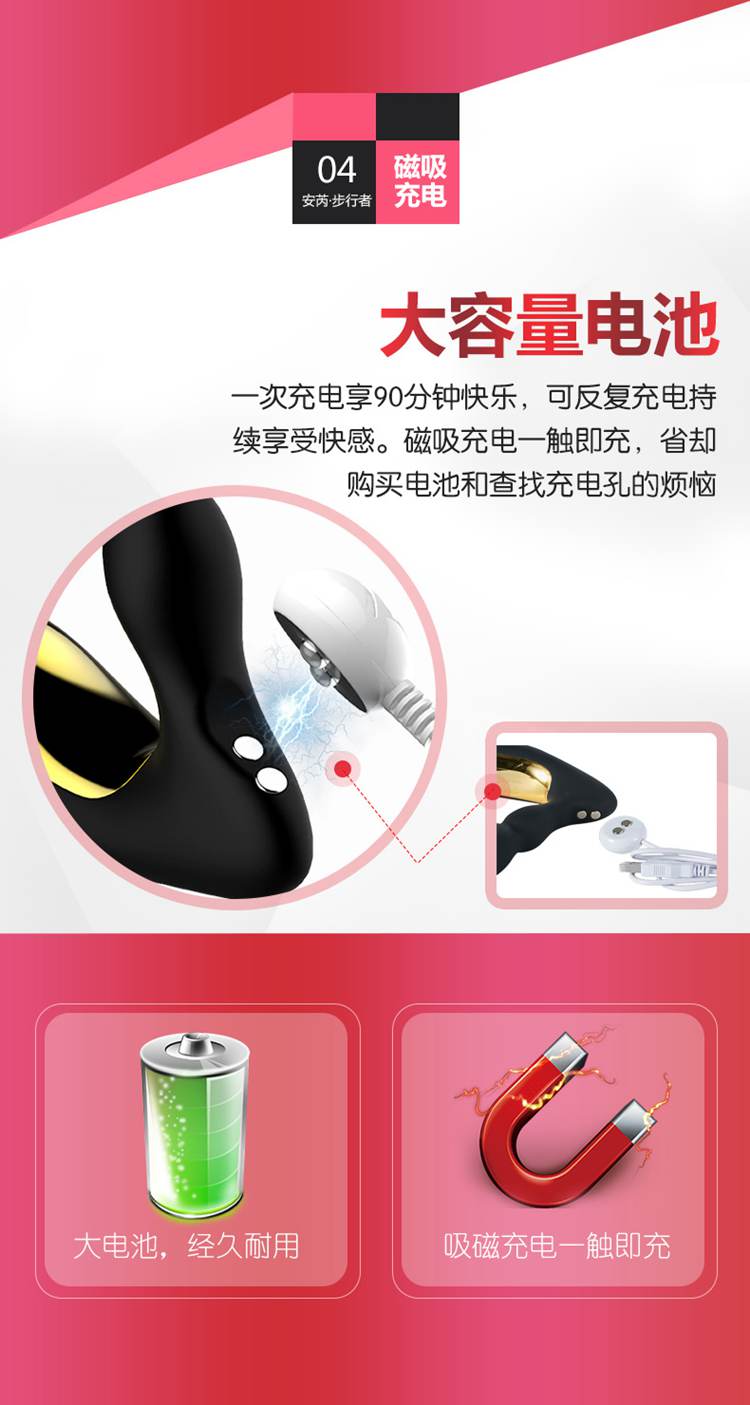 04
安芮·步行者
磁吸
充电
大容量电池
一次充电享90分钟快乐，可反复充电持
续享受快感。磁吸充电一触即充，省却
购买电池和查找充电孔的烦恼
大电池，经久耐用
吸磁充电一触即充